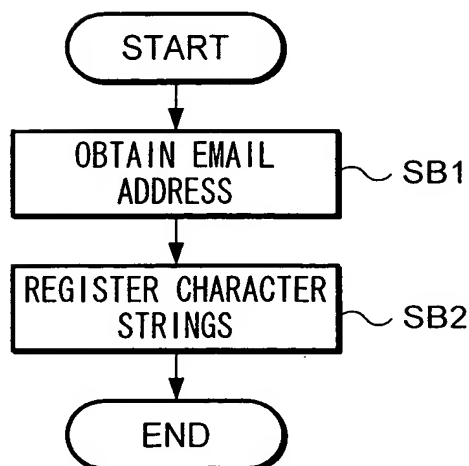 START
OBTAIN EMAIL
ADDRESS
SB1
REGISTER CHARACTER
STRINGS
SB2
END